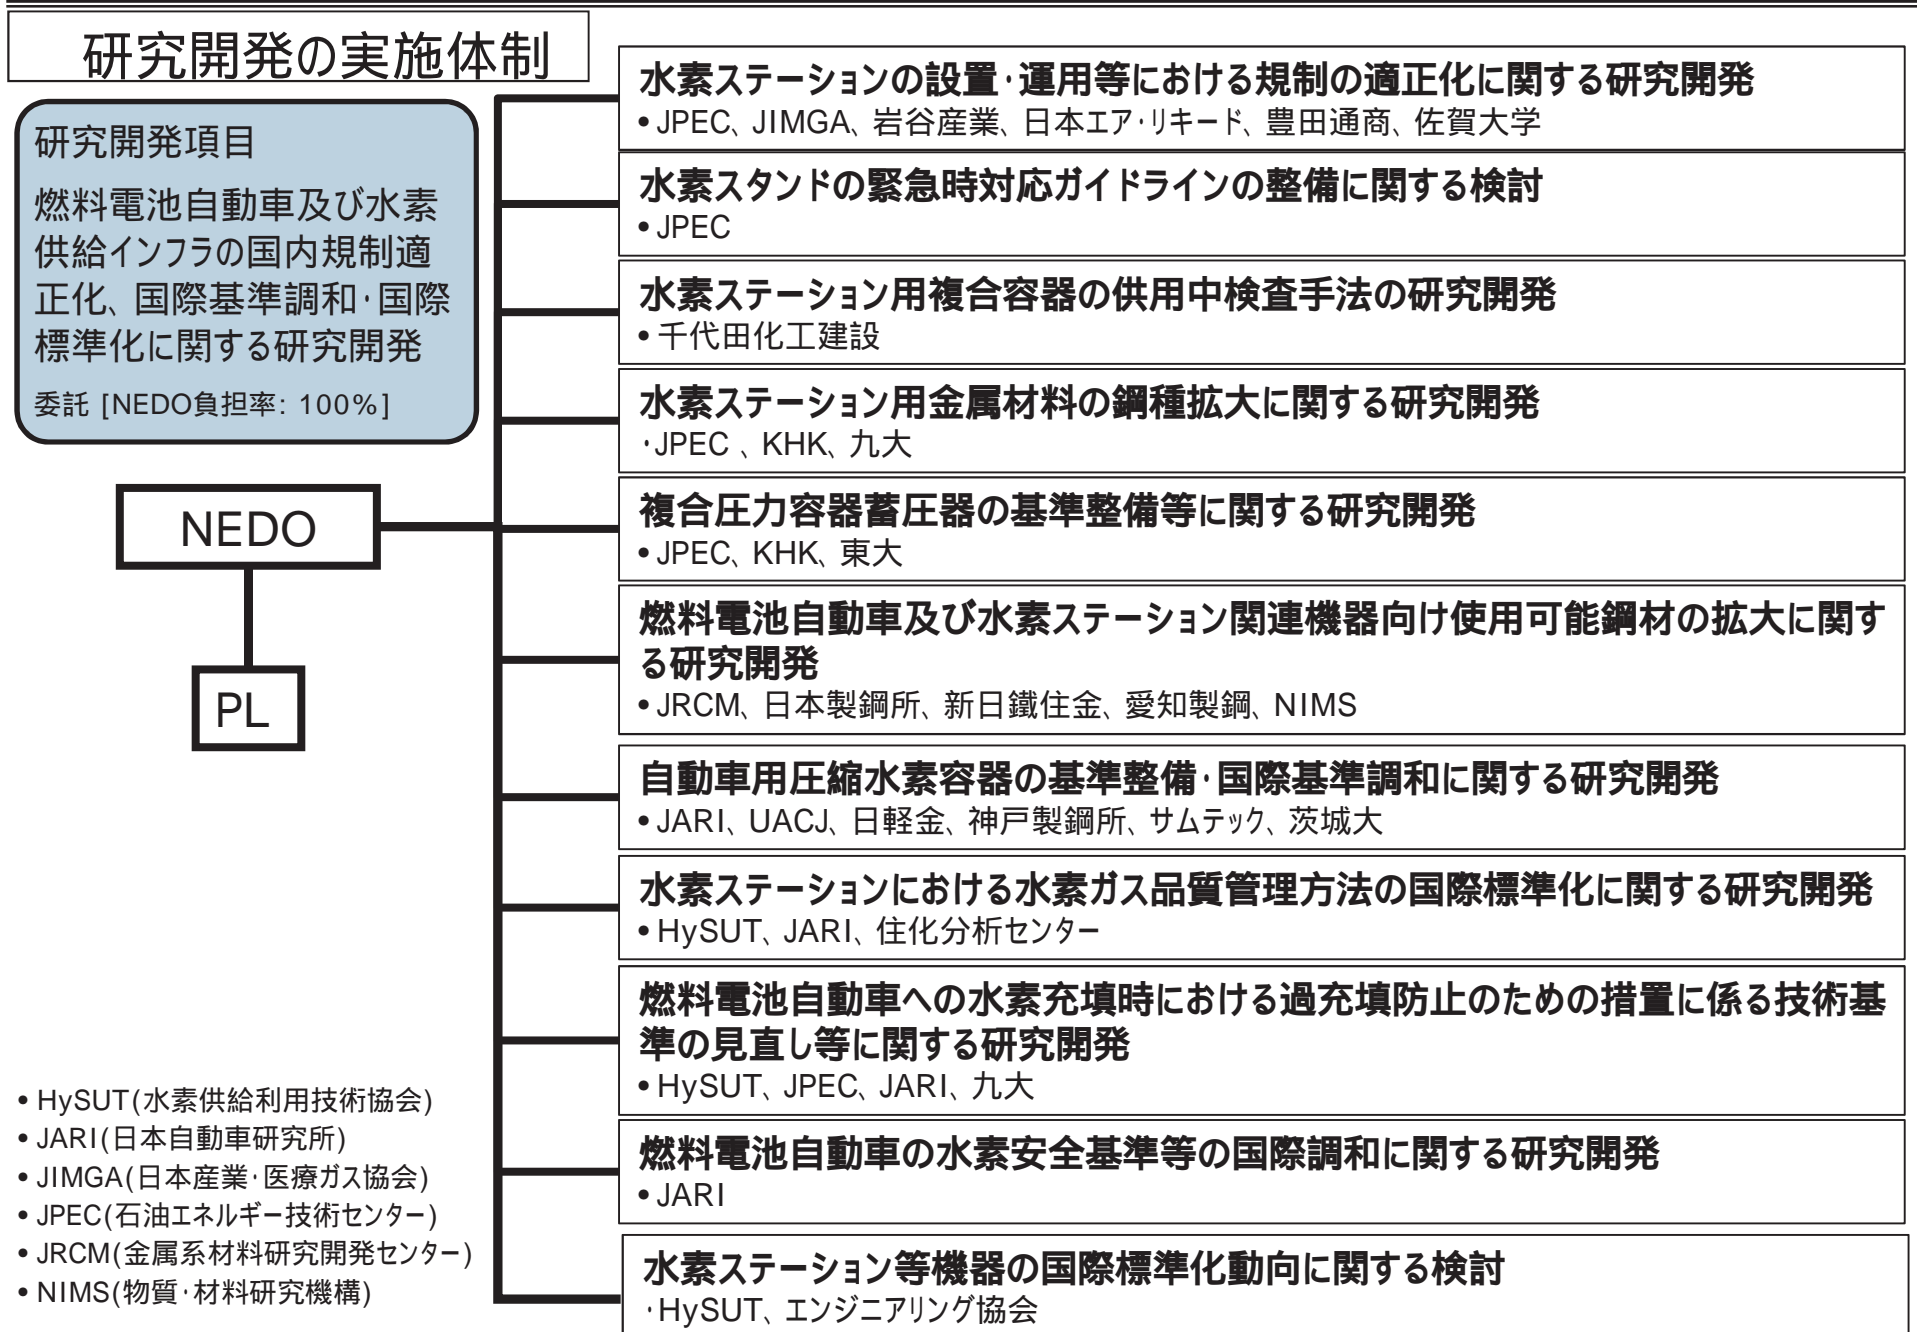 研究開発の実施体制
研究開発項目
燃料電池自動車及び水素
供給インフラの国内規制適
正化、国際基準調和・国際
標準化に関する研究開発
委託 [NEDO負担率: 100%]
NEDO
PL
• HySUT(水素供給利用技術協会)
• JARI(日本自動車研究所)
• JIMGA(日本産業・医療ガス協会)
• JPEC(石油エネルギー技術センター)
• JRCM(金属系材料研究開発センター)
• NIMS(物質・材料研究機構)
水素ステーションの設置・運用等における規制の適正化に関する研究開発
• JPEC、JIMGA、岩谷産業、日本エア・リキード、豊田通商、佐賀大学
水素スタンドの緊急時対応ガイドラインの整備に関する検討
• JPEC
水素ステーション用複合容器の供用中検査手法の研究開発
• 千代田化工建設
水素ステーション用金属材料の鋼種拡大に関する研究開発
・JPEC 、KHK、九大
複合圧力容器蓄圧器の基準整備等に関する研究開発
• JPEC、KHK、東大
燃料電池自動車及び水素ステーション関連機器向け使用可能鋼材の拡大に関す
る研究開発
• JRCM、日本製鋼所、新日鐵住金、愛知製鋼、NIMS
自動車用圧縮水素容器の基準整備・国際基準調和に関する研究開発
• JARI、UACJ、日軽金、神戸製鋼所、サムテック、茨城大
水素ステーションにおける水素ガス品質管理方法の国際標準化に関する研究開発
• HySUT、JARI、住化分析センター
燃料電池自動車への水素充填時における過充填防止のための措置に係る技術基
準の見直し等に関する研究開発
• HySUT、JPEC、JARI、九大
燃料電池自動車の水素安全基準等の国際調和に関する研究開発
• JARI
水素ステーション等機器の国際標準化動向に関する検討
・HySUT、エンジニアリング協会